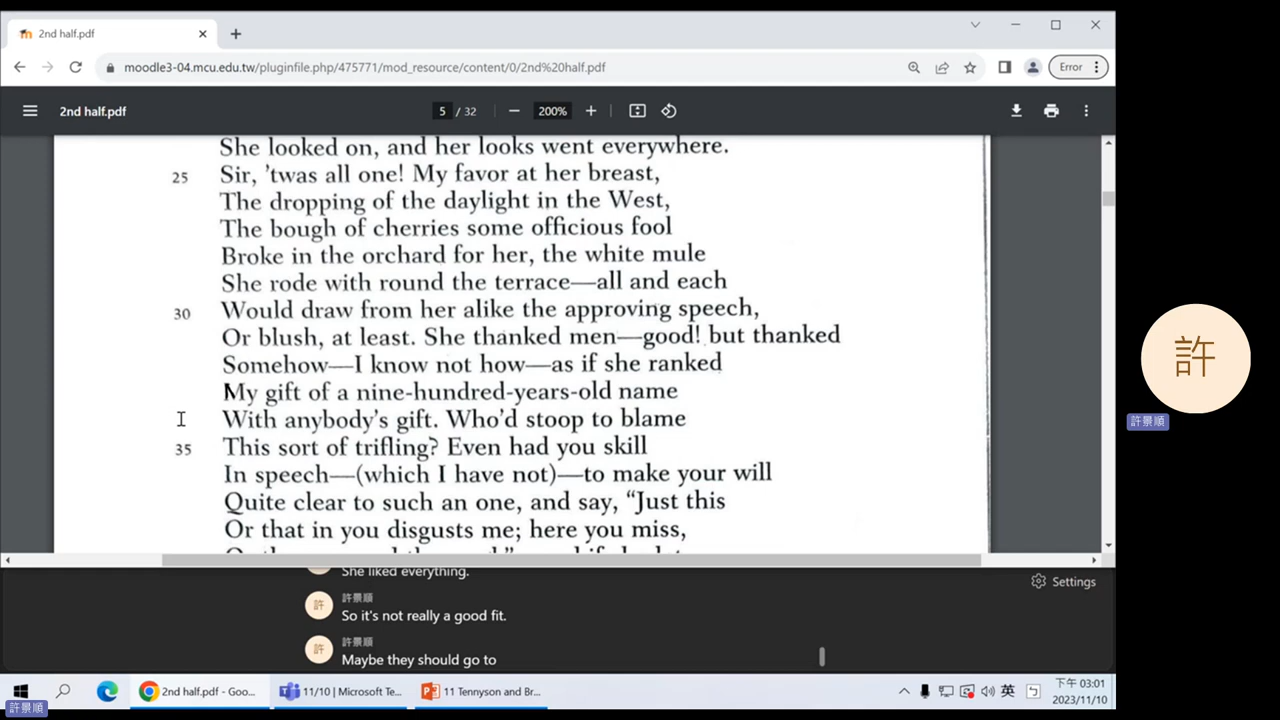 2nd half.pdf
moodle3-04.mcu.edu.tw/pluginfile.php/475771/mod_resource/content/0/2nd%20half.pdf
Error
2nd half.pdf
5 / 32
200%
She looked on, and her looks went everywhere.
25 Sir, 'twas all one! My favor at her breast,
The dropping of the daylight in the West,
The bough of cherries some officious fool
Broke in the orchard for her, the white mule
She rode with round the terrace—all and each
30 Would draw from her alike the approving speech,
Or blush, at least. She thanked men—good! but thanked
Somehow—I know not how—as if she ranked
My gift of a nine-hundred-years-old name
With anybody's gift. Who'd stoop to blame
35 This sort of trifling? Even had you skill
In speech—(which I have not)—to make your will
Quite clear to such an one, and say, "Just this
Or that in you disgusts me; here you miss,
She liked everything.
Settings
許
許景順
So it's not really a good fit.
許
許景順
Maybe they should go to
許
許景順
2nd half.pdf - Goo...
11/10 | Microsoft Te...
11 Tennyson and Br...
英
下午 03:01
2023/11/10
許景順